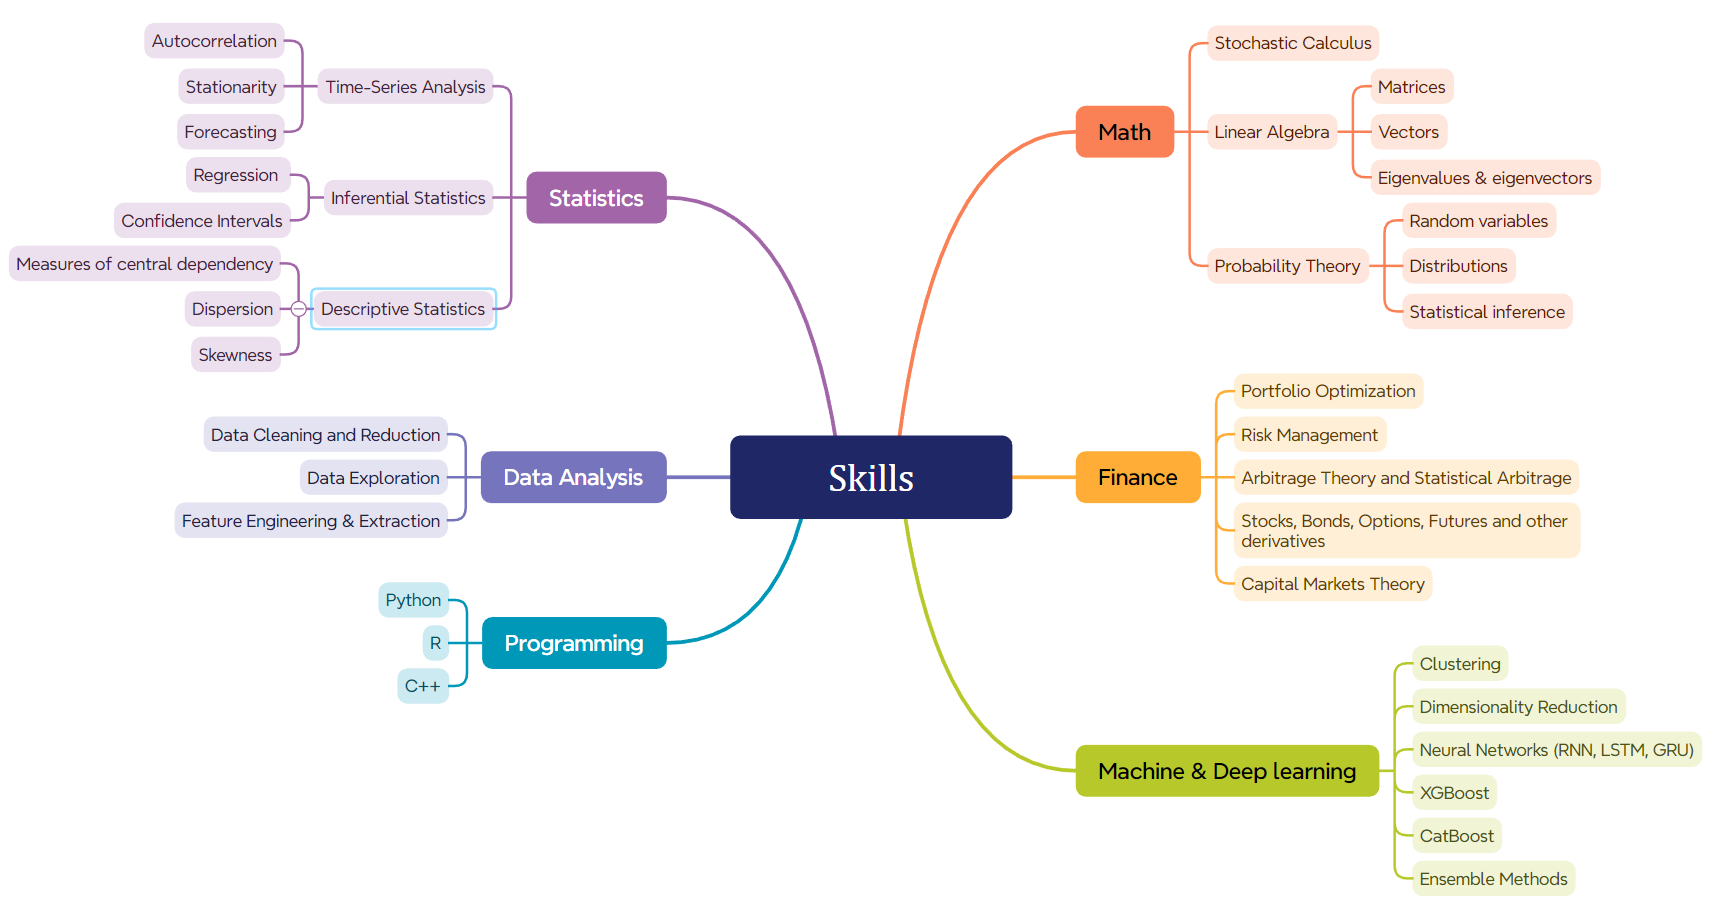 Skills
Statistics
Time-Series Analysis
Autocorrelation
Stationarity
Forecasting
Inferential Statistics
Regression
Confidence Intervals
Descriptive Statistics
Measures of central dependency
Dispersion
Skewness
Data Analysis
Data Cleaning and Reduction
Data Exploration
Feature Engineering & Extraction
Programming
Python
R
C++
Math
Stochastic Calculus
Linear Algebra
Matrices
Vectors
Eigenvalues & eigenvectors
Probability Theory
Random variables
Distributions
Statistical inference
Finance
Portfolio Optimization
Risk Management
Arbitrage Theory and Statistical Arbitrage
Stocks, Bonds, Options, Futures and other
derivatives
Capital Markets Theory
Machine & Deep learning
Clustering
Dimensionality Reduction
Neural Networks (RNN, LSTM, GRU)
XGBoost
CatBoost
Ensemble Methods